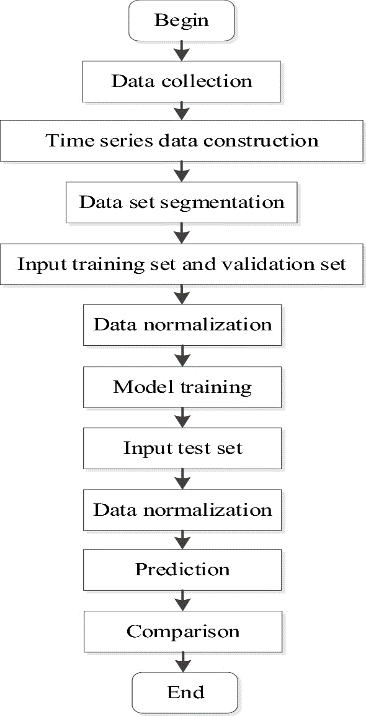 Begin
Data collection
Time series data construction
Data set segmentation
Input training set and validation set
Data normalization
Model training
Input test set
Data normalization
Prediction
Comparison
End